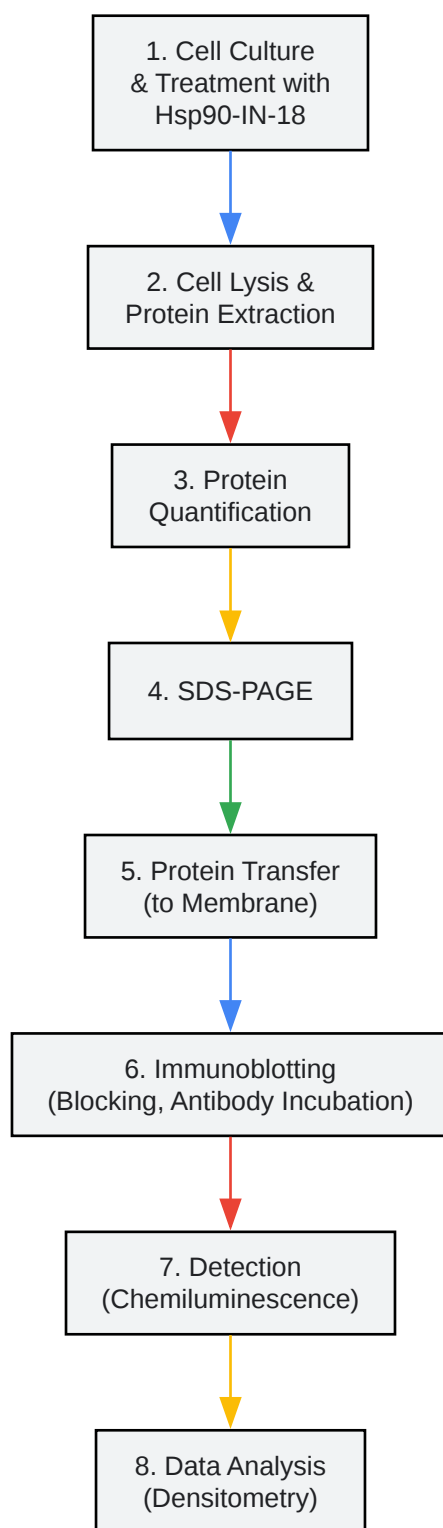 1. Cell Culture
& Treatment with
Hsp90-IN-18
2. Cell Lysis &
Protein Extraction
3. Protein
Quantification
4. SDS-PAGE
5. Protein Transfer
(to Membrane)
6. Immunoblotting
(Blocking, Antibody Incubation)
7. Detection
(Chemiluminescence)
8. Data Analysis
(Densitometry)